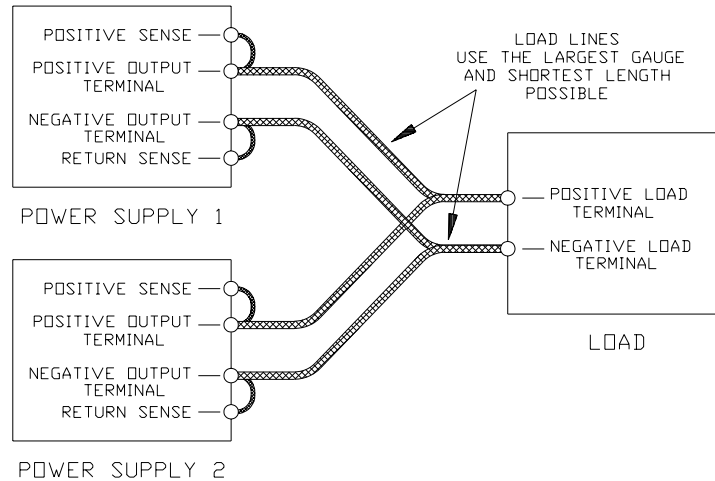 POSITIVE SENSE
POSITIVE OUTPUT
TERMINAL
NEGATIVE OUTPUT
TERMINAL
RETURN SENSE
POWER SUPPLY 1
LOAD LINES
USE THE LARGEST GAUGE
AND SHORTEST LENGTH
POSSIBLE
POSITIVE LOAD
TERMINAL
NEGATIVE LOAD
TERMINAL
LOAD
POSITIVE SENSE
POSITIVE OUTPUT
TERMINAL
NEGATIVE OUTPUT
TERMINAL
RETURN SENSE
POWER SUPPLY 2